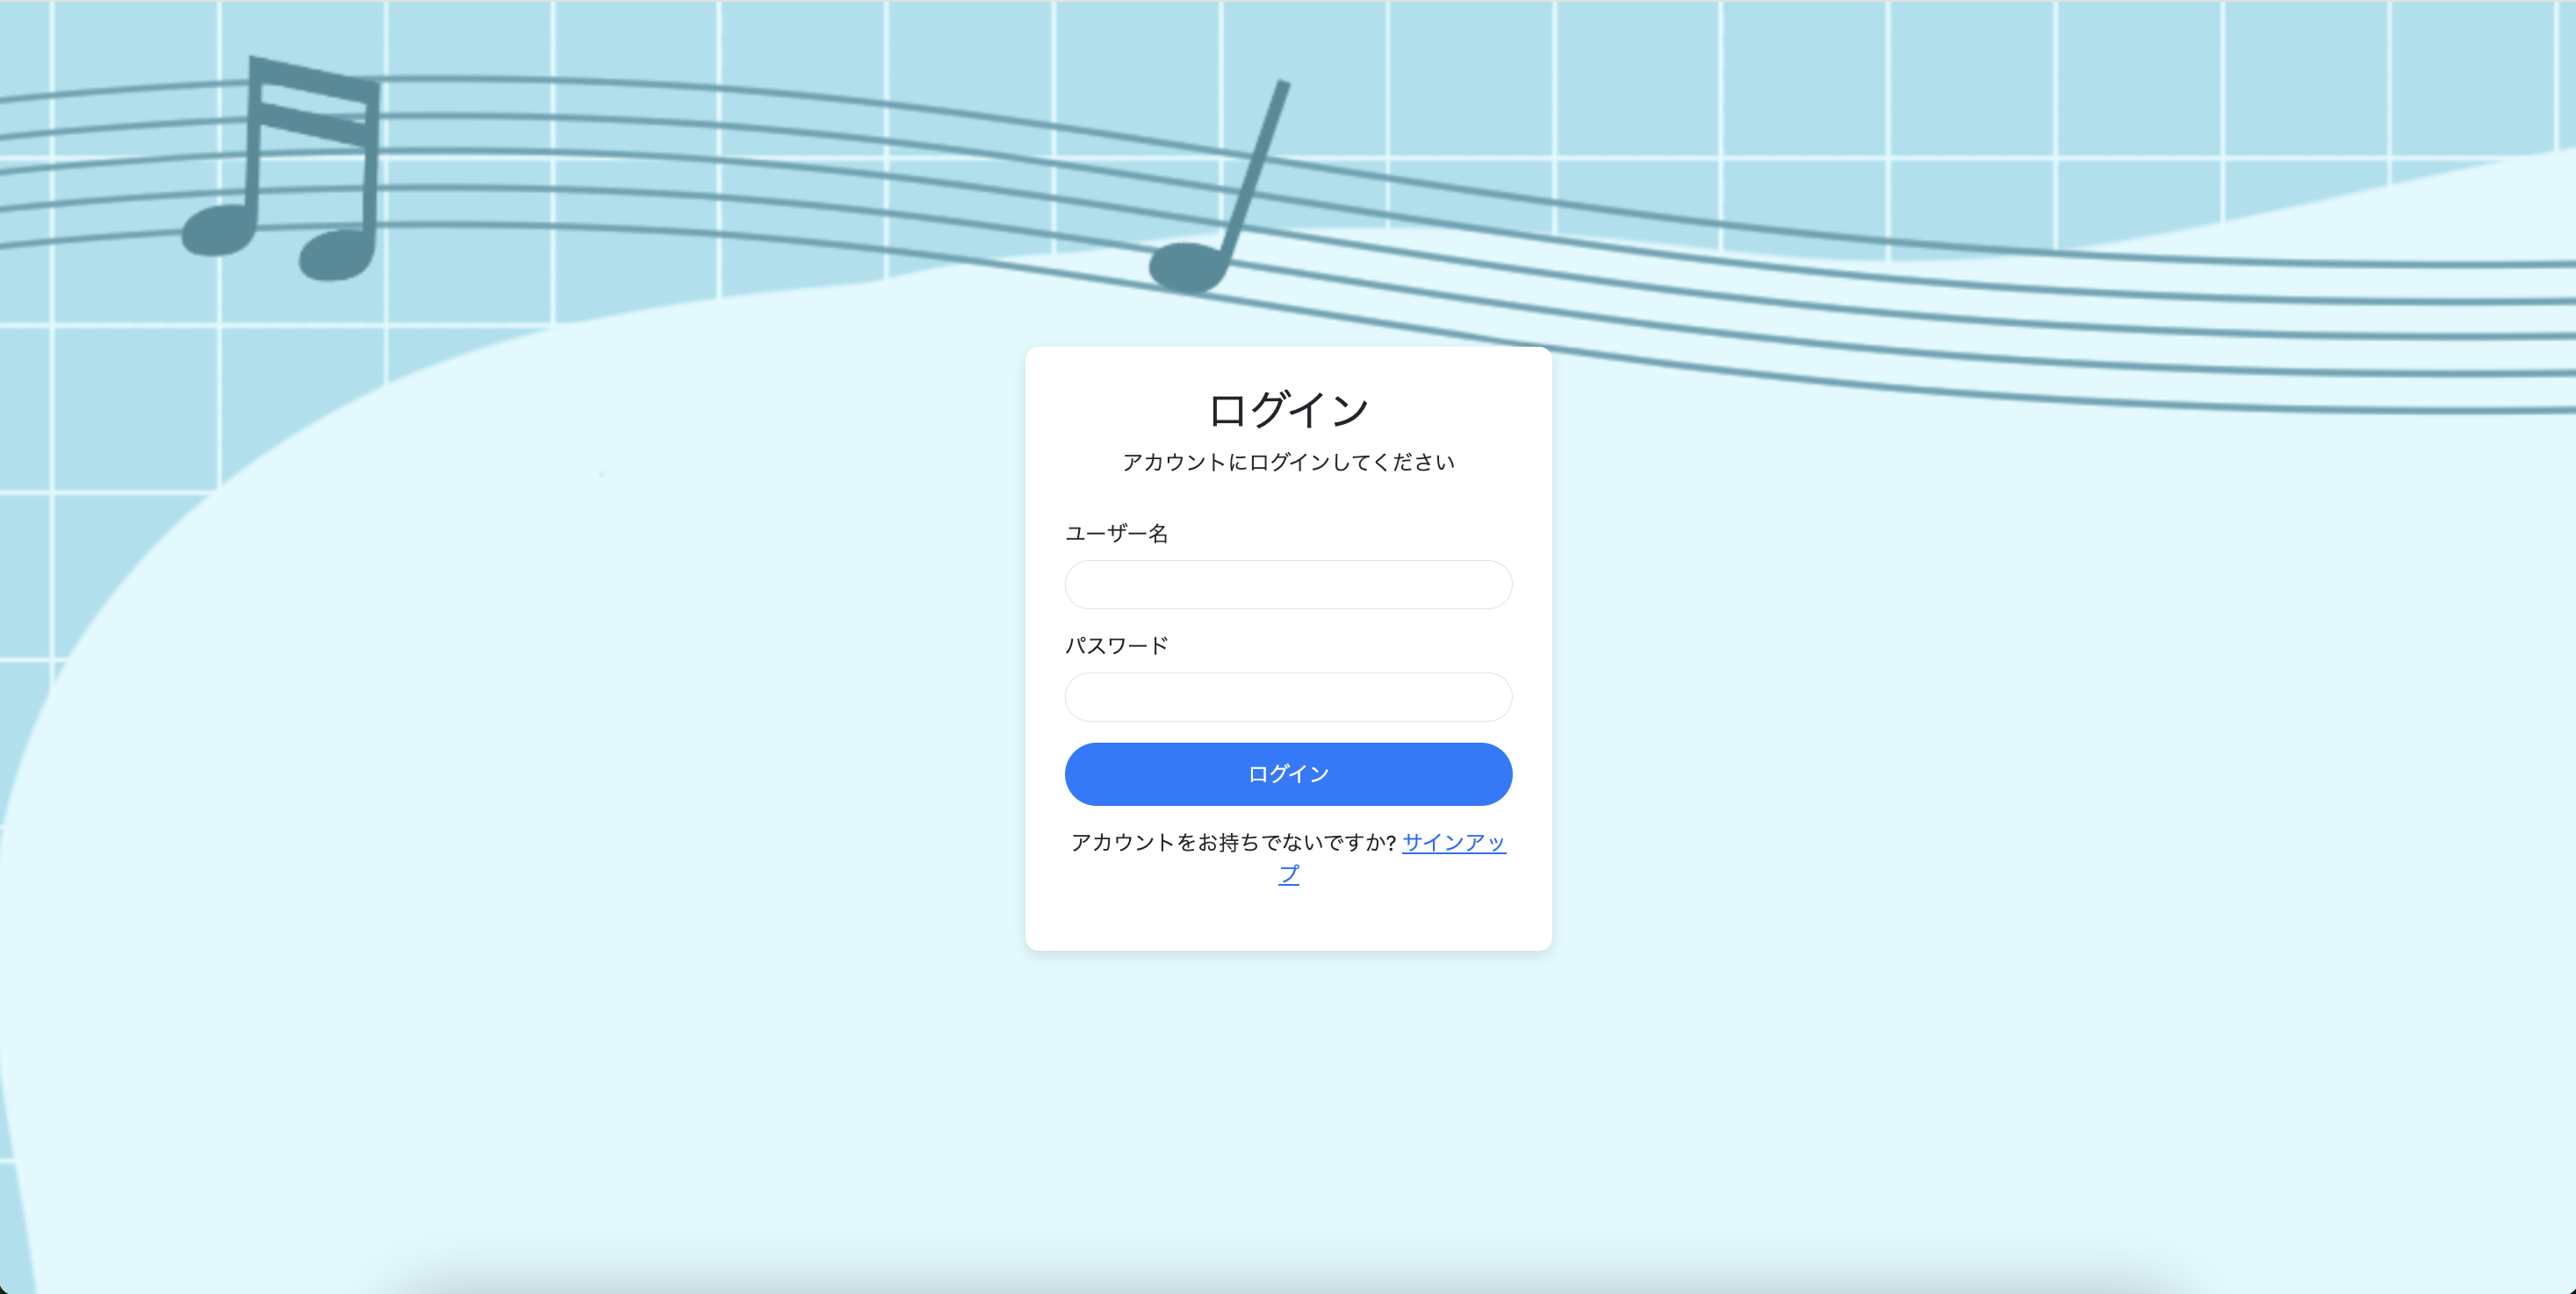 ログイン
アカウントにログインしてください
ユーザー名
パスワード
ログイン
アカウントをお持ちでないですか? サインアッ
プ